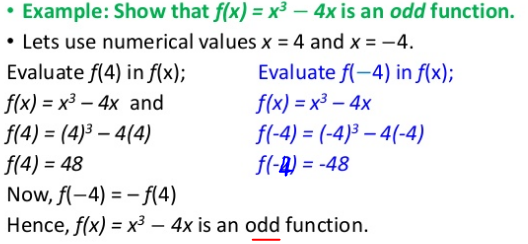 • Example: Show that f(x) = x³ – 4x is an odd function.
• Lets use numerical values x = 4 and x = –4.
Evaluate f(4) in f(x);
f(x) = x³ – 4x and
f(4) = (4)³ – 4(4)
f(4) = 48
Evaluate f(–4) in f(x);
f(x) = x³ – 4x
f(-4) = (-4)³ – 4(-4)
f(-4) = -48
Now, f(–4) = – f(4)
Hence, f(x) = x³ – 4x is an odd function.